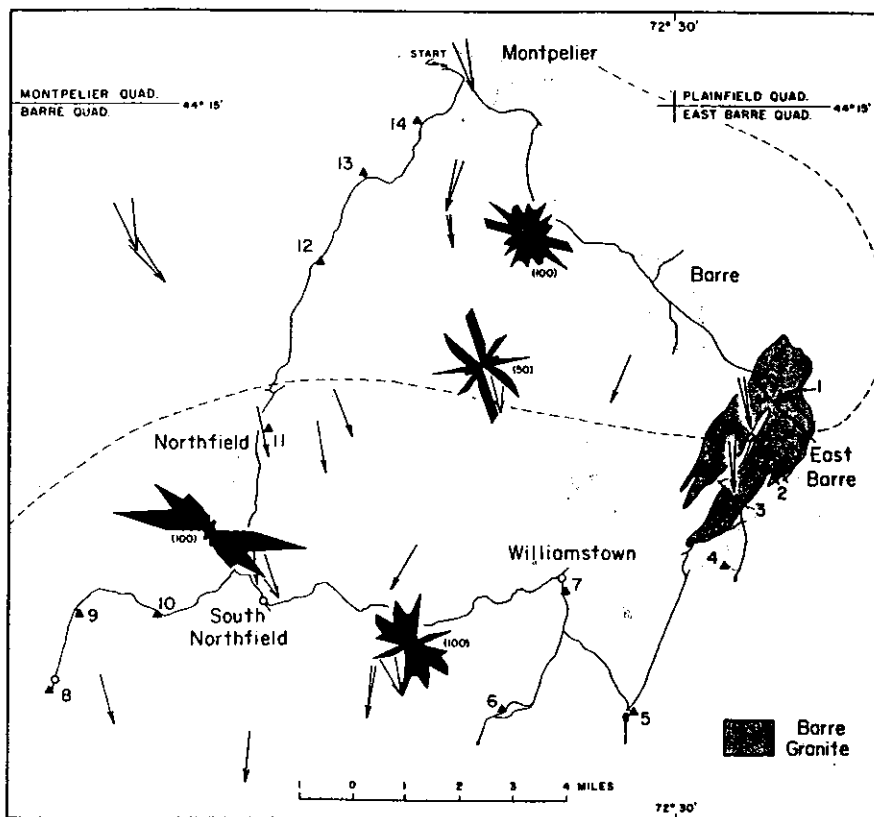 72° 30'
START
Montpelier
MONTPELIER QUAD.
44° 15'
BARRE QUAD.
PLAINFIELD QUAD.
44° 15'
EAST BARRE QUAD.
14
13
12
(100)
Barre
(50)
1
Northfield
11
East
Barre
2
3
(100)
Williamstown
4
7
9
10
South
Northfield
(100)
8
6
5
Barre
Granite
1 0 1 2 3 4 MILES
72° 30'